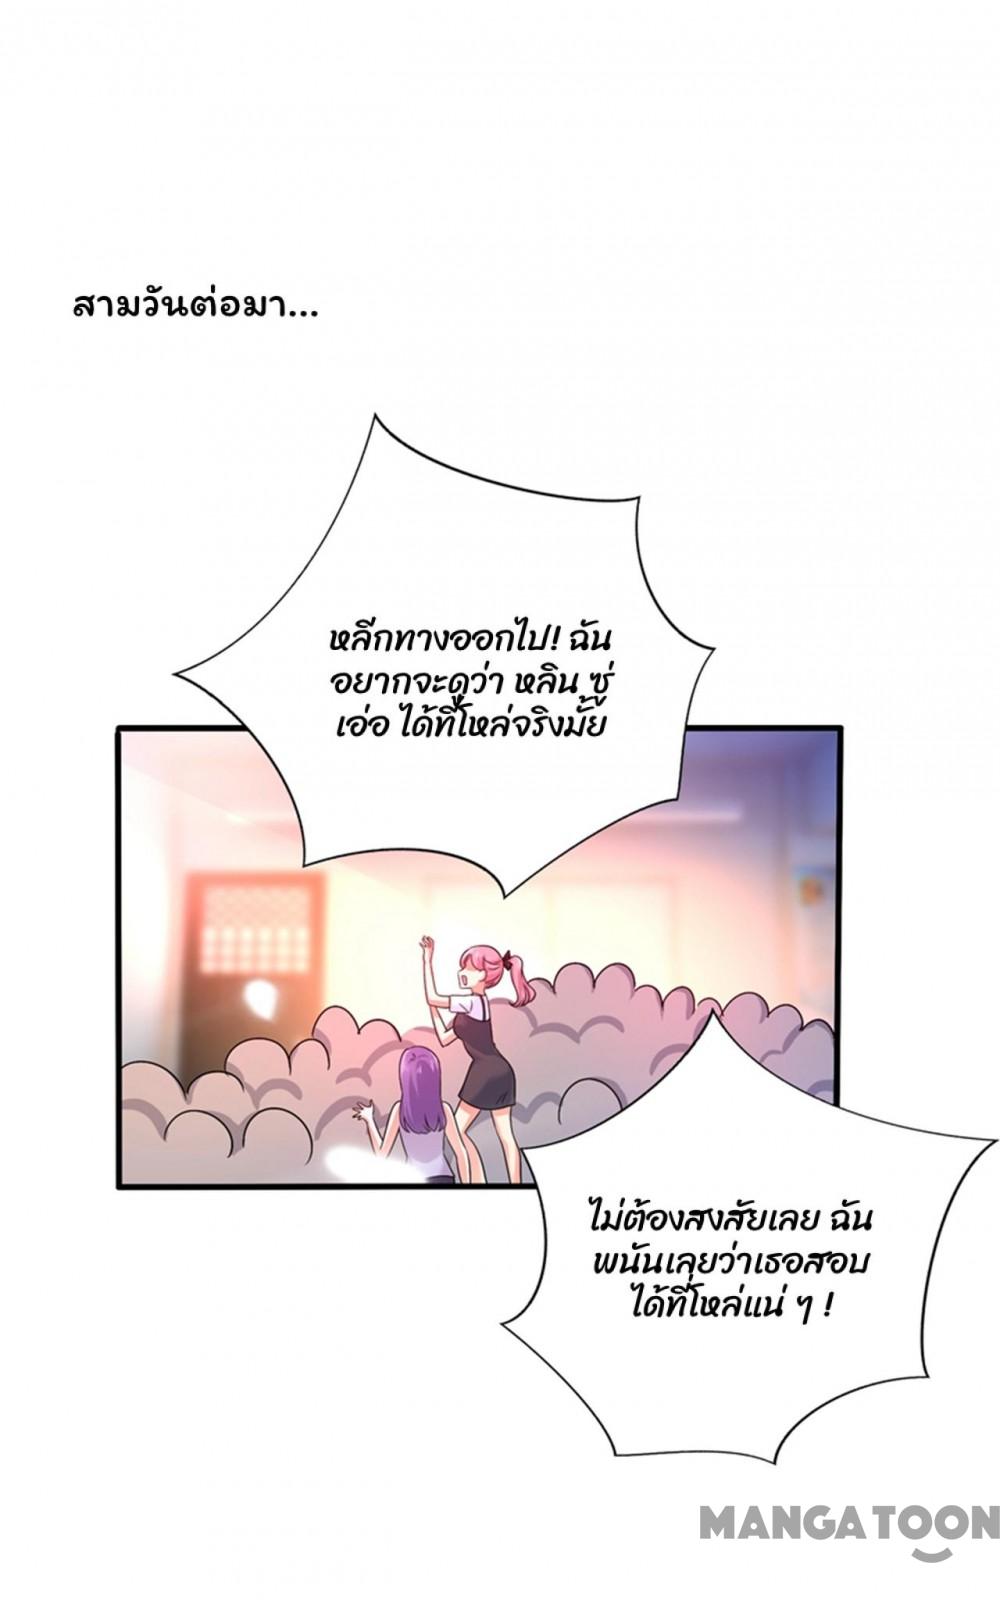 สามวันต่อมา...
หลีกทางออกไป! ฉัน
อยากจะดูว่า หลิน ซู่
เอ่อ ได้ที่โหล่จริงมั้ย
ไม่ต้องสงสัยเลย ฉัน
พนันเลยว่าเธอสอบ
ได้ที่โหล่แน่ ๆ !
MANGATOON